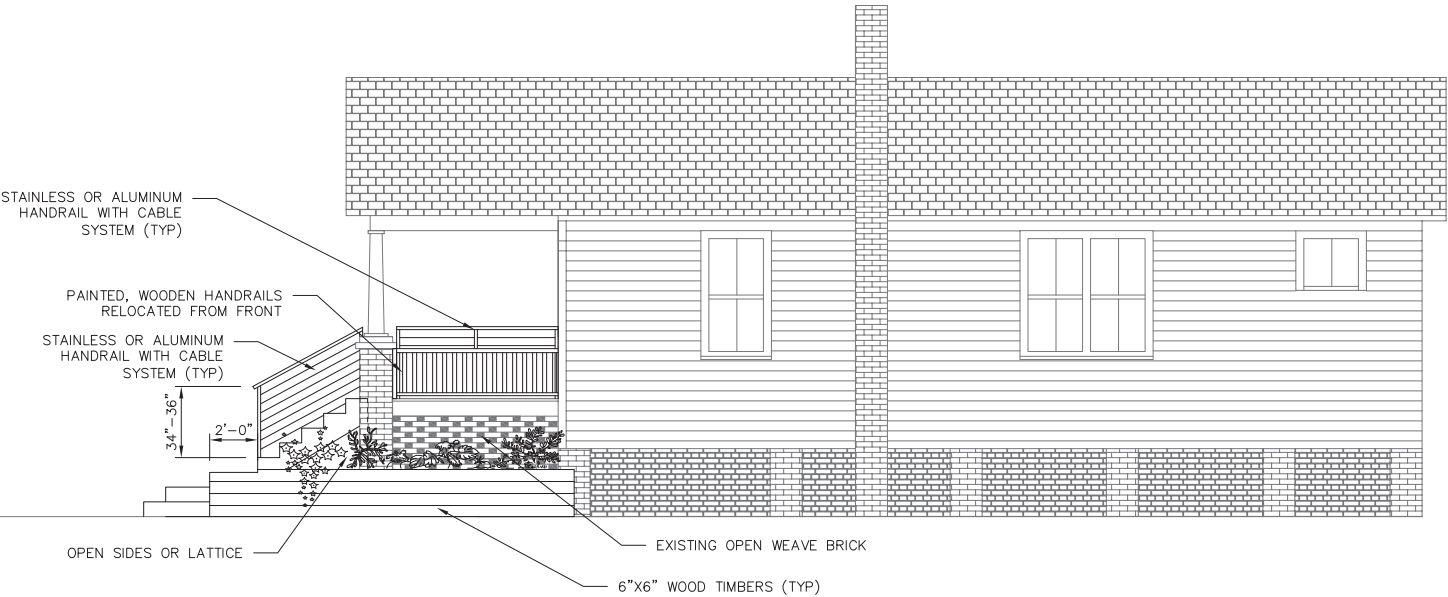 STAINLESS OR ALUMINUM
HANDRAIL WITH CABLE
SYSTEM (TYP)
PAINTED, WOODEN HANDRAILS
RELOCATED FROM FRONT
STAINLESS OR ALUMINUM
HANDRAIL WITH CABLE
SYSTEM (TYP)
34"-36"
2'-0"
OPEN SIDES OR LATTICE
EXISTING OPEN WEAVE BRICK
6"X6" WOOD TIMBERS (TYP)